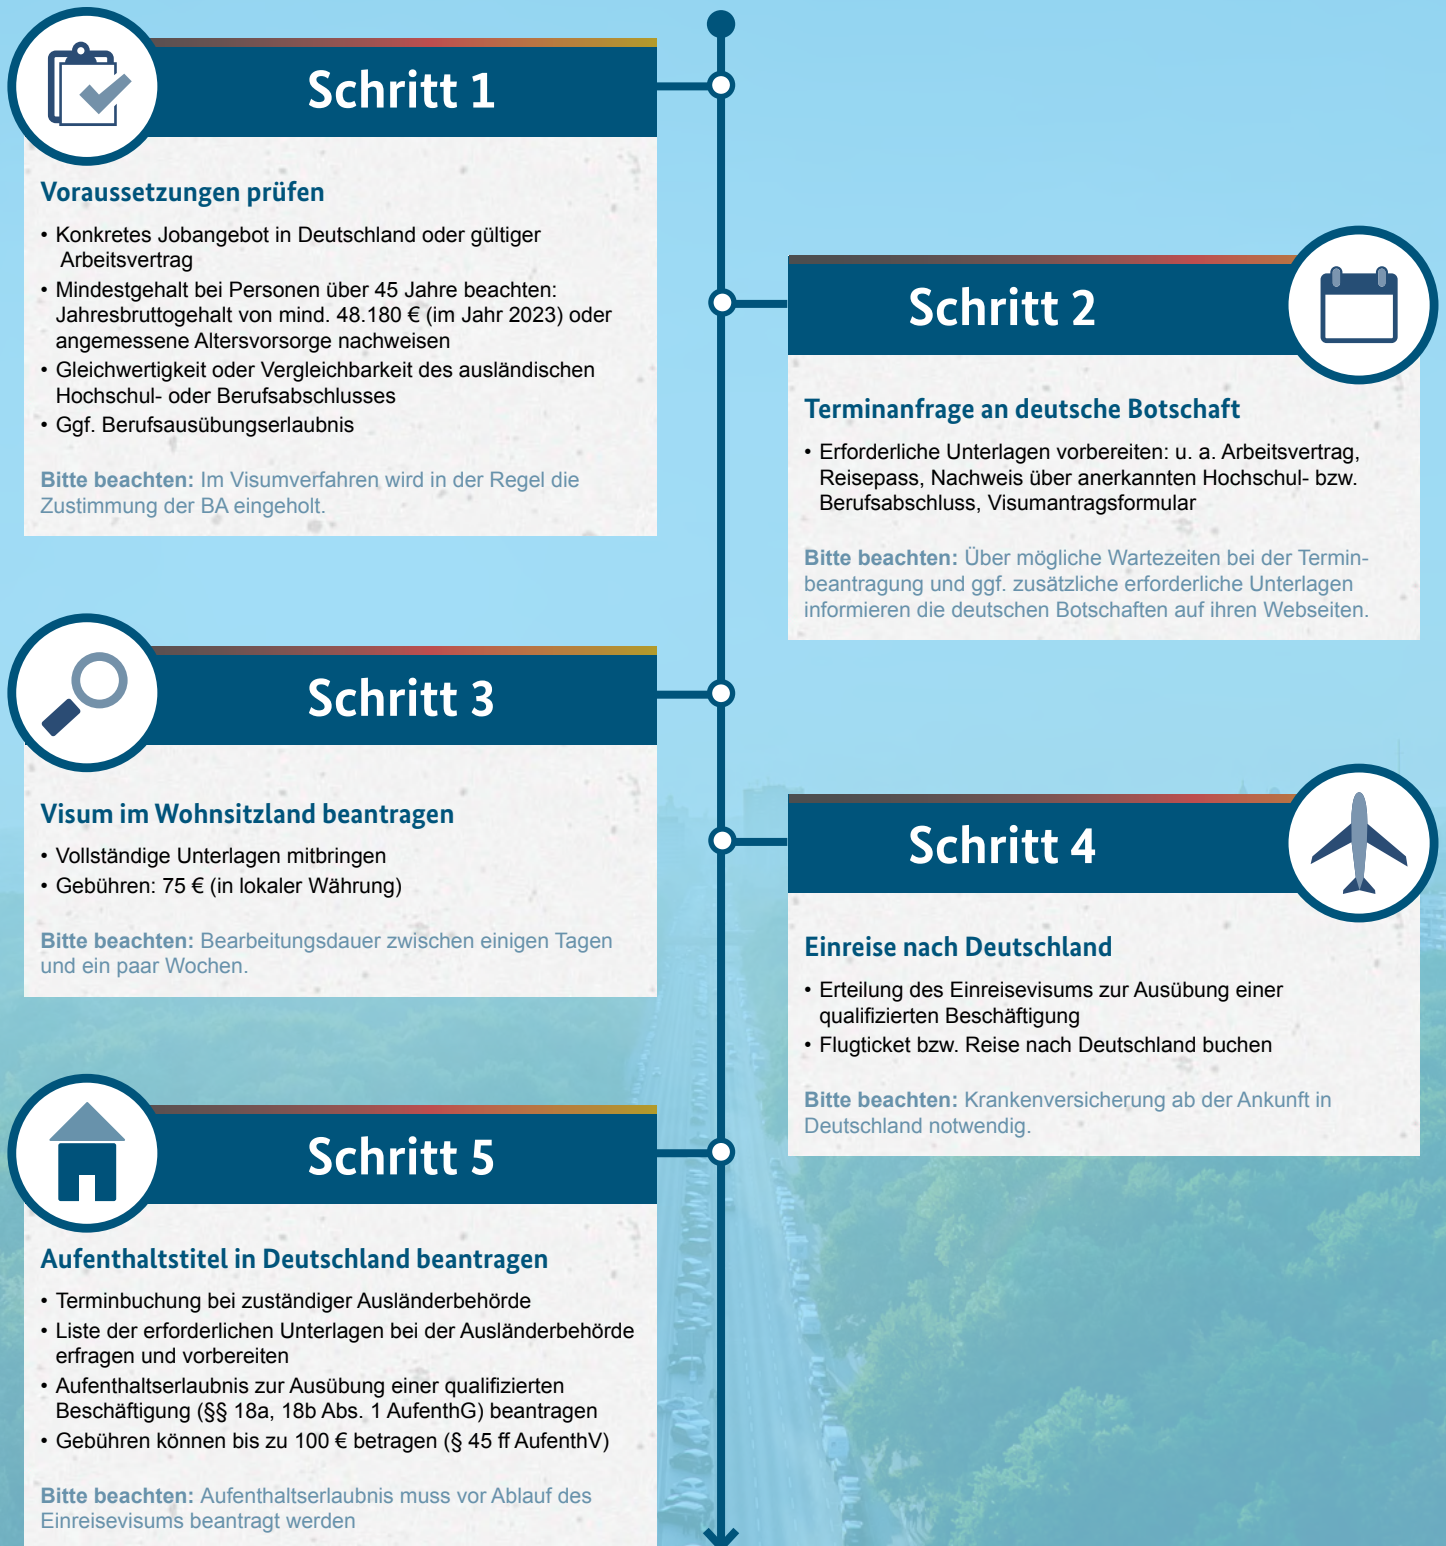 Schritt 1
Voraussetzungen prüfen
• Konkretes Jobangebot in Deutschland oder gültiger
Arbeitsvertrag
• Mindestgehalt bei Personen über 45 Jahre beachten:
Jahresbruttogehalt von mind. 48.180 € (im Jahr 2023) oder
angemessene Altersvorsorge nachweisen
• Gleichwertigkeit oder Vergleichbarkeit des ausländischen
Hochschul- oder Berufsabschlusses
• Ggf. Berufsausübungserlaubnis
Bitte beachten: Im Visumverfahren wird in der Regel die
Zustimmung der BA eingeholt.
Schritt 2
Terminanfrage an deutsche Botschaft
• Erforderliche Unterlagen vorbereiten: u. a. Arbeitsvertrag,
Reisepass, Nachweis über anerkannten Hochschul- bzw.
Berufsabschluss, Visumantragsformular
Bitte beachten: Über mögliche Wartezeiten bei der Termin-
beantragung und ggf. zusätzliche erforderliche Unterlagen
informieren die deutschen Botschaften auf ihren Webseiten.
Schritt 3
Visum im Wohnsitzland beantragen
• Vollständige Unterlagen mitbringen
• Gebühren: 75 € (in lokaler Währung)
Bitte beachten: Bearbeitungsdauer zwischen einigen Tagen
und ein paar Wochen.
Schritt 4
Einreise nach Deutschland
• Erteilung des Einreisevisums zur Ausübung einer
qualifizierten Beschäftigung
• Flugticket bzw. Reise nach Deutschland buchen
Bitte beachten: Krankenversicherung ab der Ankunft in
Deutschland notwendig.
Schritt 5
Aufenthaltstitel in Deutschland beantragen
• Terminbuchung bei zuständiger Ausländerbehörde
• Liste der erforderlichen Unterlagen bei der Ausländerbehörde
erfragen und vorbereiten
• Aufenthaltserlaubnis zur Ausübung einer qualifizierten
Beschäftigung (§§ 18a, 18b Abs. 1 AufenthG) beantragen
• Gebühren können bis zu 100 € betragen (§ 45 ff AufenthV)
Bitte beachten: Aufenthaltserlaubnis muss vor Ablauf des
Einreisevisums beantragt werden